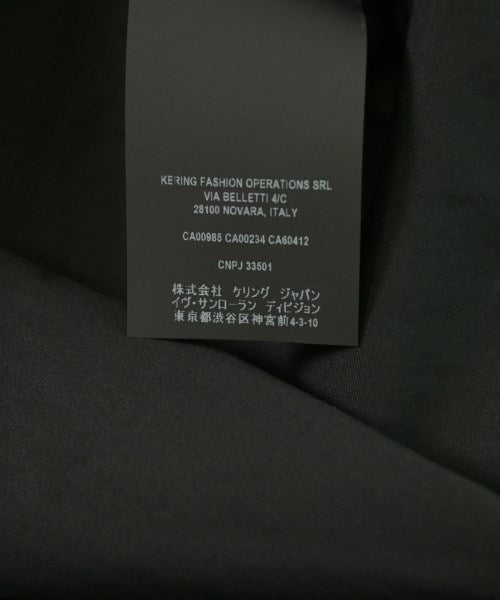 KERING FASHION OPERATIONS SRL
VIA BELLETTI 4/C
28100 NOVARA, ITALY
CA00985 CA00234 CA60412
CNPJ 33501
株式会社 ケリング ジャパン
イヴ・サンローラン ディビジョン
東京都渋谷区神宮前4-3-10